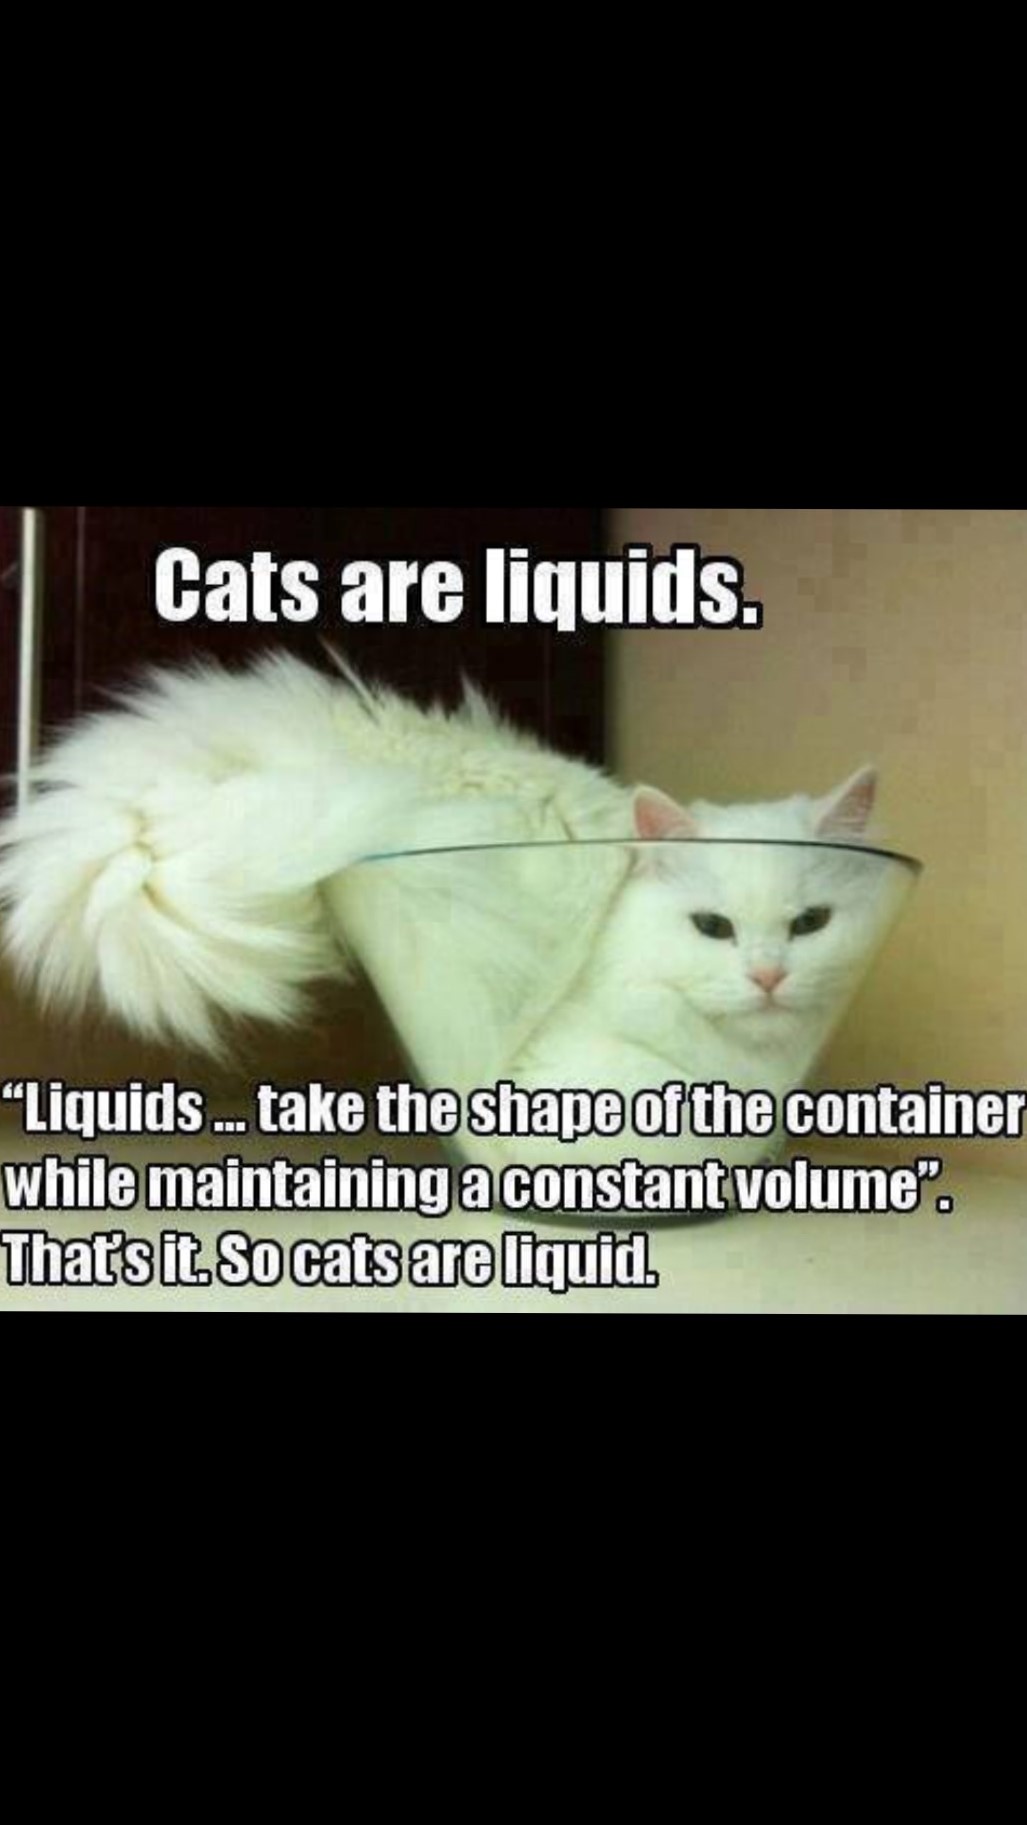 Cats are liquids.
“Liquids ... take the shape of the container
while maintaining a constant volume”.
That's it. So cats are liquid.